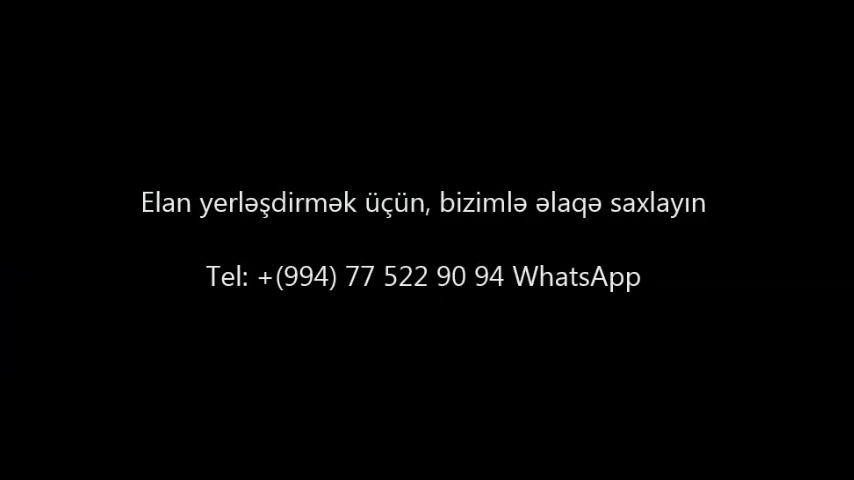 Elan yerləşdirmək üçün, bizimlə əlaqə saxlayın
Tel: +(994) 77 522 90 94 WhatsApp